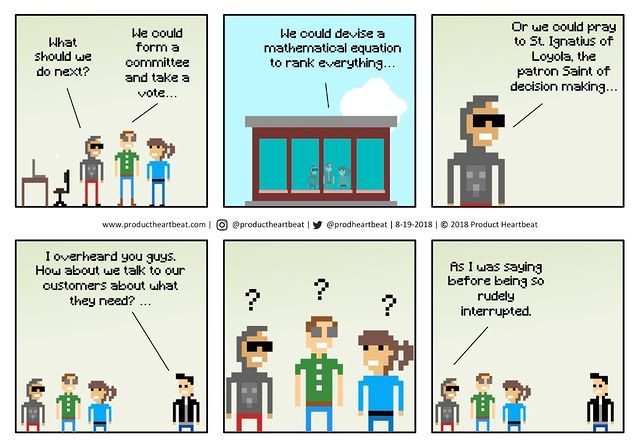 What
should we
do next?
We could
form a
committee
and take a
vote...
We could devise a
mathematical equation
to rank everything...
Or we could pray
to St. Ignatius of
Loyola, the
patron Saint of
decision making...
www.productheartbeat.com | @productheartbeat | @prodheartbeat | 8-19-2018 | © 2018 Product Heartbeat
I overheard you guys.
How about we talk to our
customers about what
they need? ...
?
?
?
As I was saying
before being so
rudely
interrupted.